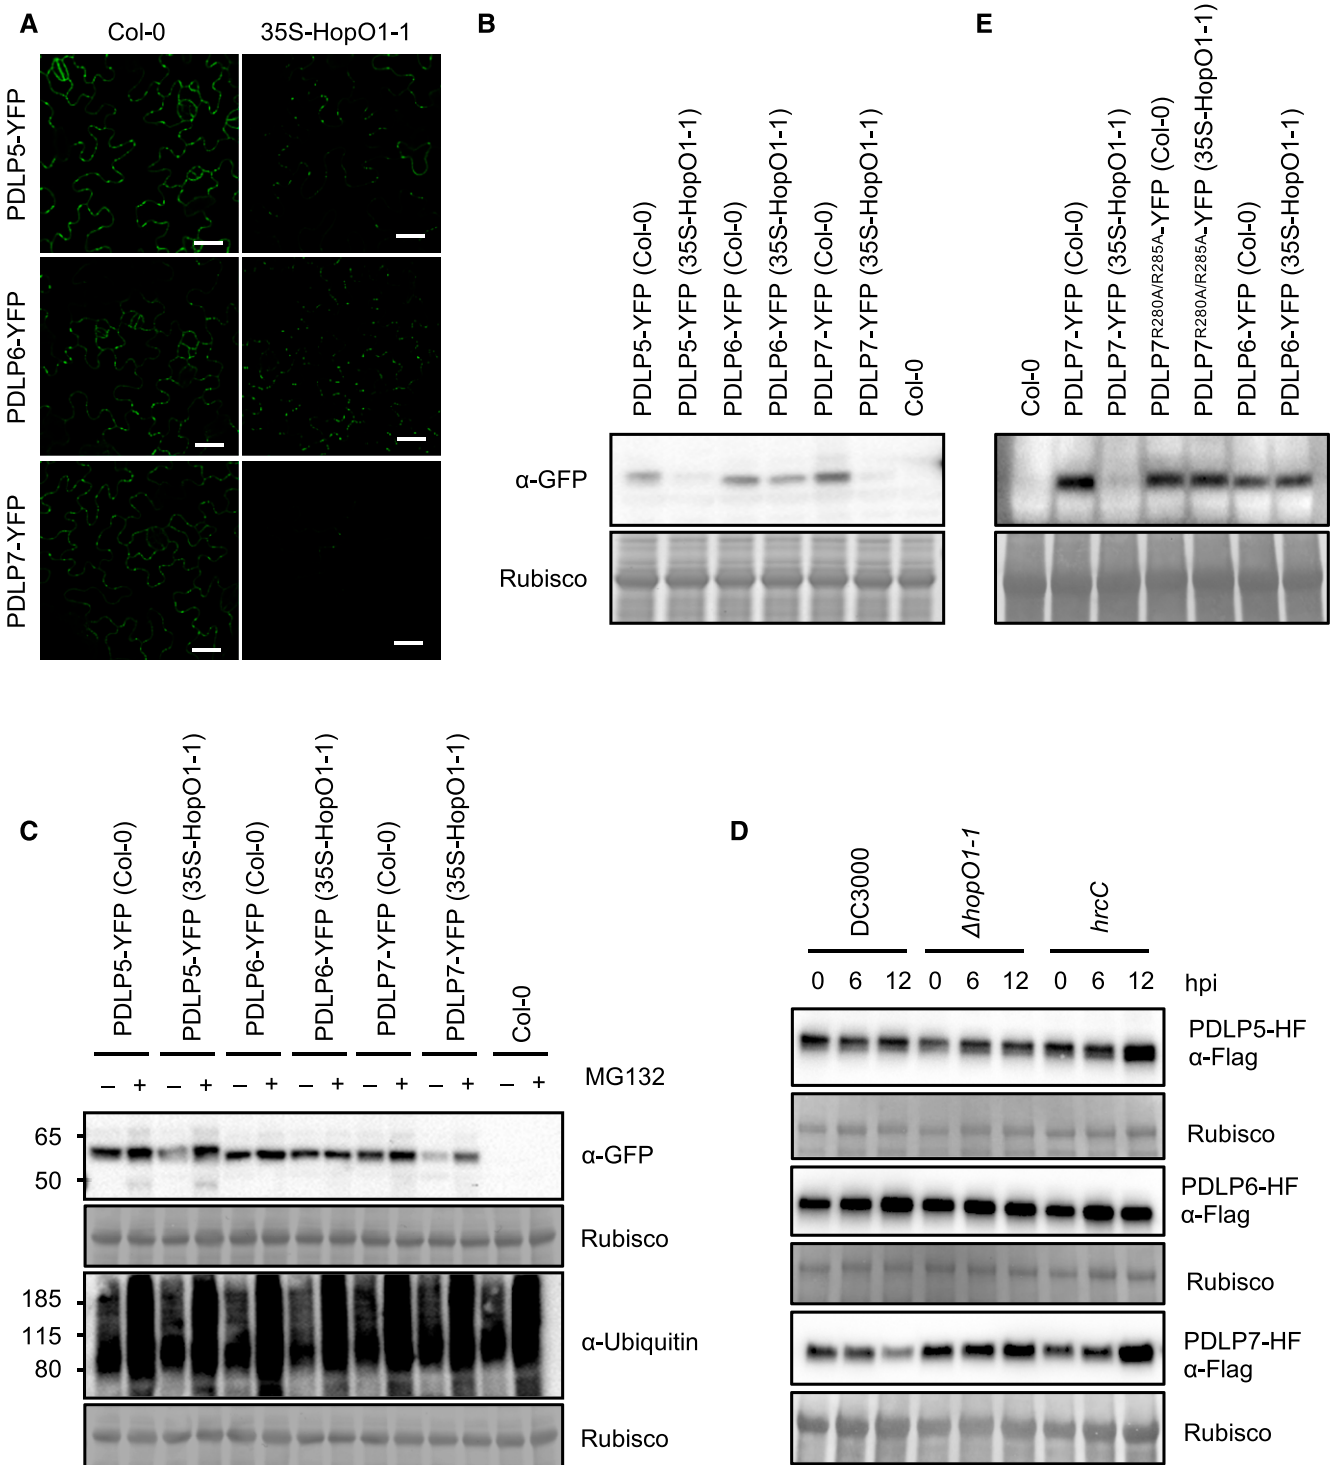 A
Col-0
35S-HopO1-1
PDLP5-YFP
PDLP6-YFP
PDLP7-YFP
B
PDLP5-YFP (Col-0)
PDLP5-YFP (35S-HopO1-1)
PDLP6-YFP (Col-0)
PDLP6-YFP (35S-HopO1-1)
PDLP7-YFP (Col-0)
PDLP7-YFP (35S-HopO1-1)
Col-0
α-GFP
Rubisco
E
Col-0
PDLP7-YFP (Col-0)
PDLP7-YFP (35S-HopO1-1)
PDLP7R280A/R285A-YFP (Col-0)
PDLP7R280A/R285A-YFP (35S-HopO1-1)
PDLP6-YFP (Col-0)
PDLP6-YFP (35S-HopO1-1)
C
PDLP5-YFP (Col-0)
PDLP5-YFP (35S-HopO1-1)
PDLP6-YFP (Col-0)
PDLP6-YFP (35S-HopO1-1)
PDLP7-YFP (Col-0)
PDLP7-YFP (35S-HopO1-1)
Col-0
– + – + – + – + – + – + – + MG132
65
50
α-GFP
Rubisco
185
115
80
α-Ubiquitin
Rubisco
D
DC3000
ΔhopO1-1
hrcC
0 6 12 0 6 12 0 6 12 hpi
PDLP5-HF
α-Flag
Rubisco
PDLP6-HF
α-Flag
Rubisco
PDLP7-HF
α-Flag
Rubisco